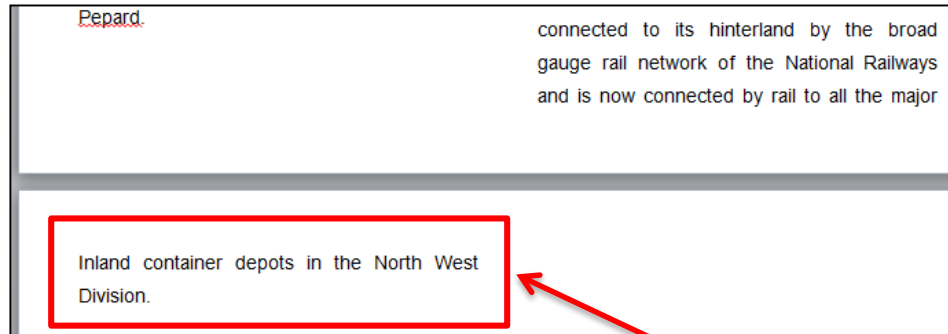 Pepard.
connected to its hinterland by the broad
gauge rail network of the National Railways
and is now connected by rail to all the major
Inland container depots in the North West
Division.